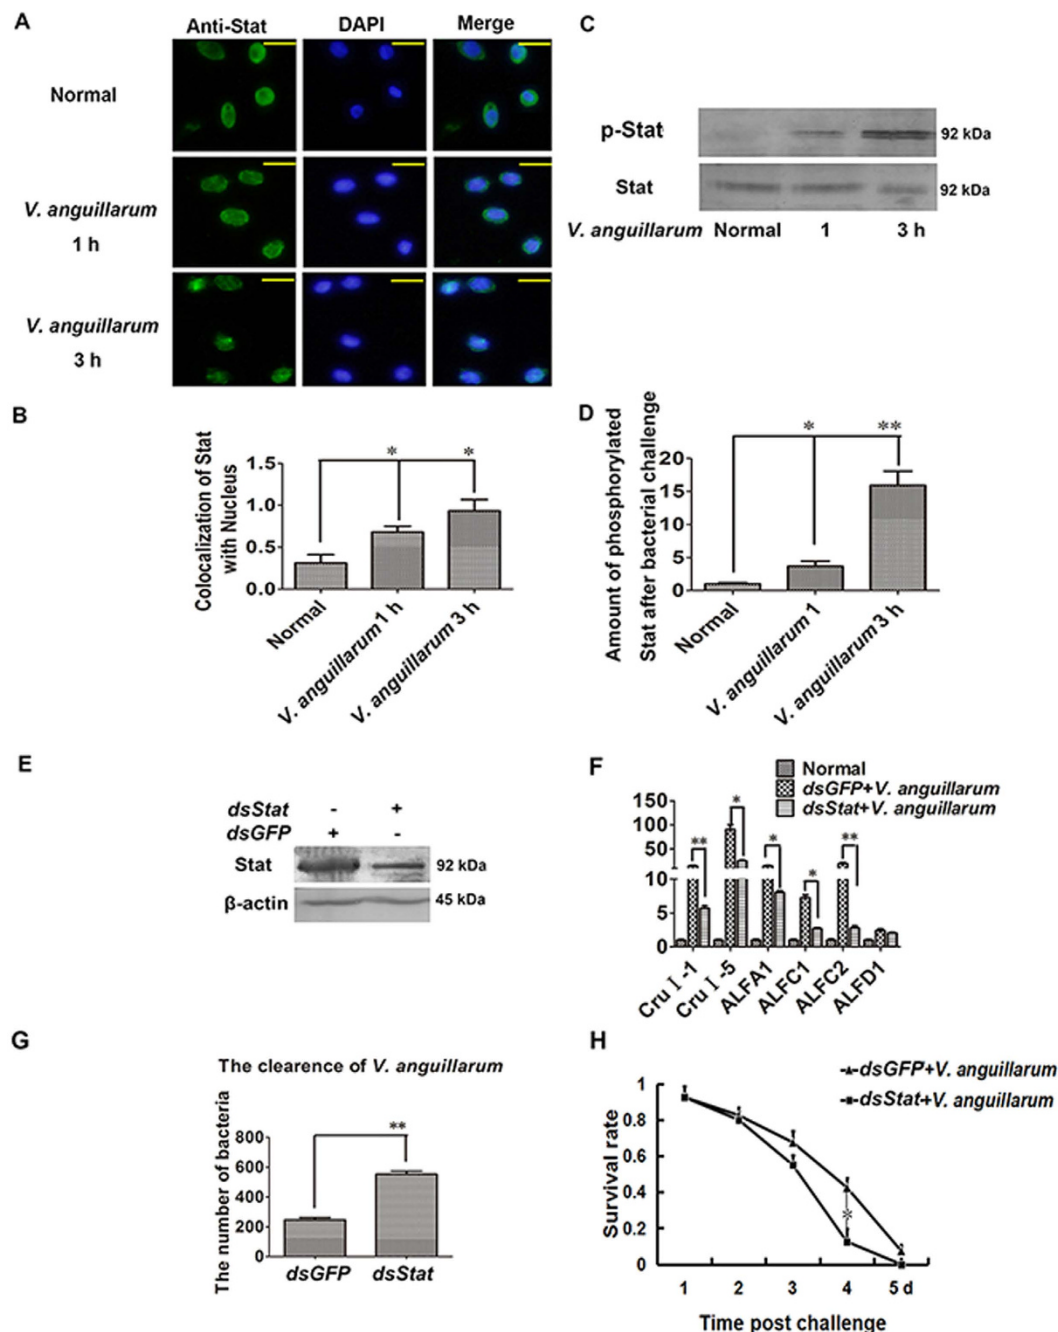 A
Anti-Stat DAPI Merge
Normal
V. anguillarum
1 h
V. anguillarum
3 h
C
p-Stat 92 kDa
Stat 92 kDa
V. anguillarum Normal 1 3 h
B
Colocalization of Stat
with Nucleus
1.5
1.0
0.5
0.0
* *
Normal
V. anguillarum 1 h
V. anguillarum 3 h
D
Amount of phosphorylated
Stat after bacterial challenge
20
15
10
5
0
* **
Normal
V. anguillarum 1
V. anguillarum 3 h
E
dsStat - +
dsGFP + -
Stat 92 kDa
β-actin 45 kDa
F
Normal
dsGFP+V. anguillarum
dsStat+V. anguillarum
150
100
50
10
5
0
** * * * **
Cru I -1
Cru I -5
ALFA1
ALFC1
ALFC2
ALFD1
G
The clearence of V. anguillarum
The number of bacteria
800
600
400
200
0
**
dsGFP dsStat
H
dsGFP+V. anguillarum
dsStat+V. anguillarum
Survival rate
1
0.8
0.6
0.4
0.2
0
*
1 2 3 4 5 d
Time post challenge